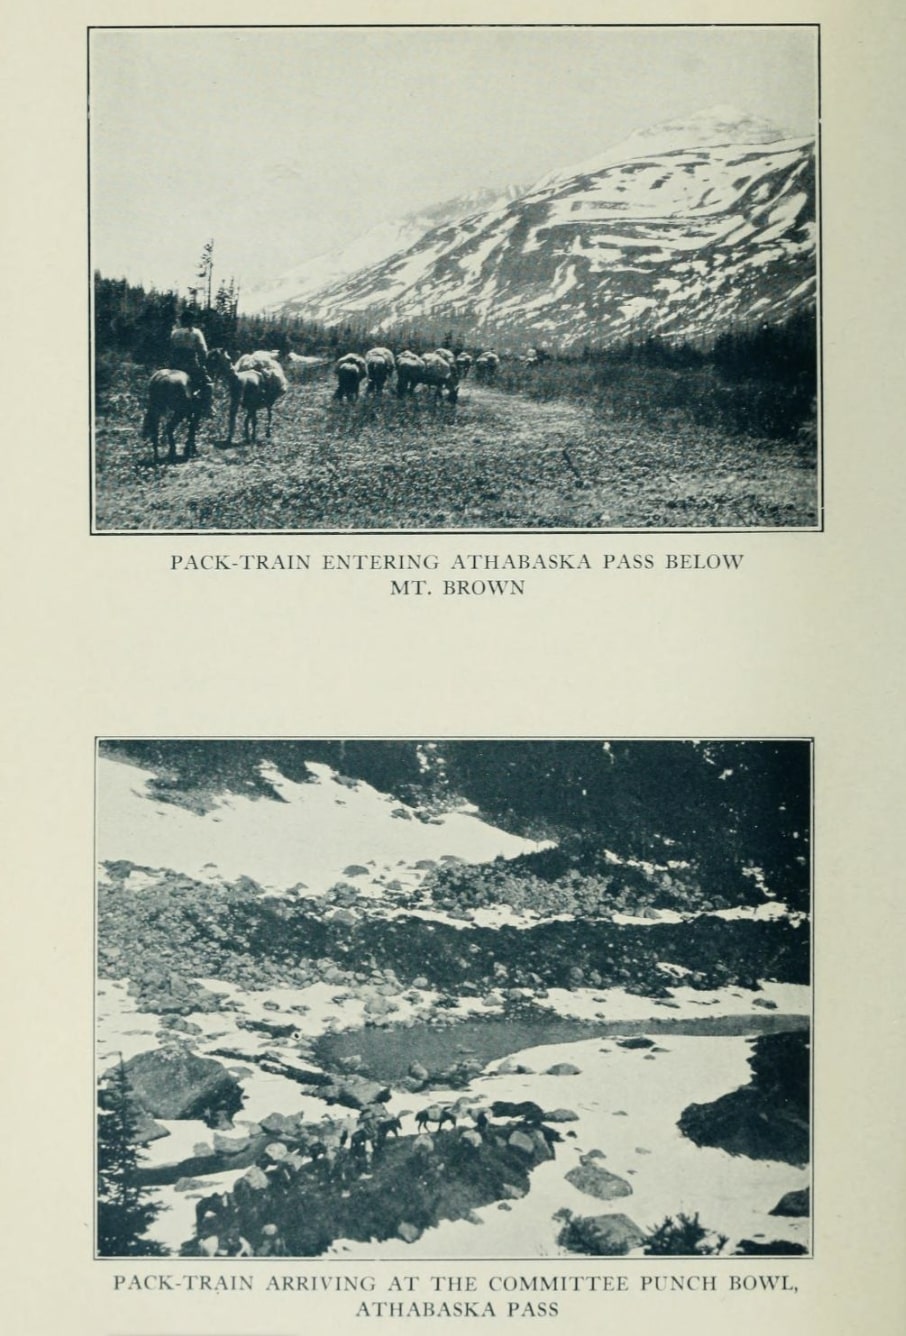 PACK-TRAIN ENTERING ATHABASKA PASS BELOW
MT. BROWN
PACK-TRAIN ARRIVING AT THE COMMITTEE PUNCH BOWL,
ATHABASKA PASS